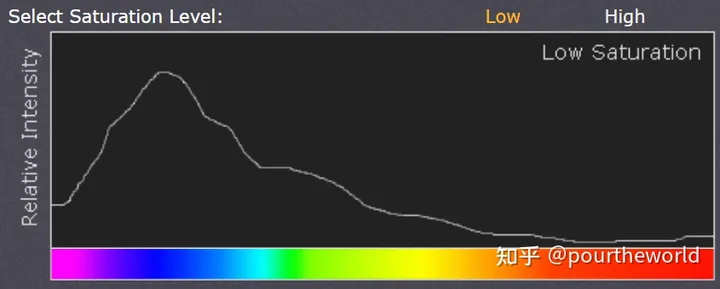 Select Saturation Level: Low High
Low Saturation
Relative Intensity
知乎 @pourtheworld